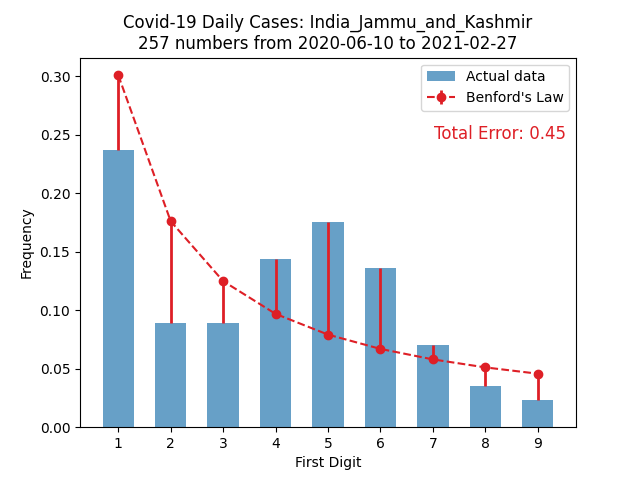 Covid-19 Daily Cases: India_Jammu_and_Kashmir
257 numbers from 2020-06-10 to 2021-02-27
Actual data
Benford's Law
Total Error: 0.45
Frequency
0.30
0.25
0.20
0.15
0.10
0.05
0.00
1 2 3 4 5 6 7 8 9
First Digit